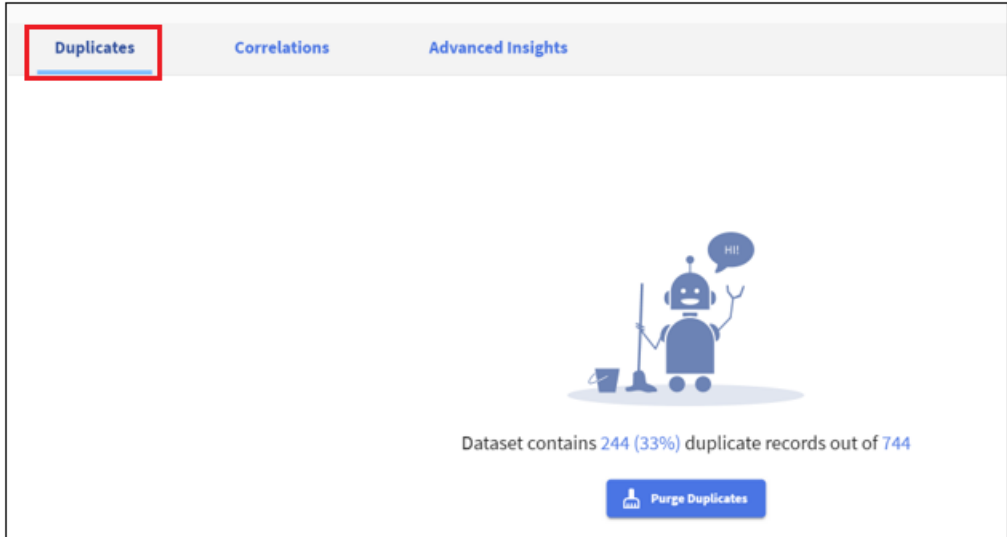 Duplicates Correlations Advanced Insights
HI!
Dataset contains 244 (33%) duplicate records out of 744
Purge Duplicates